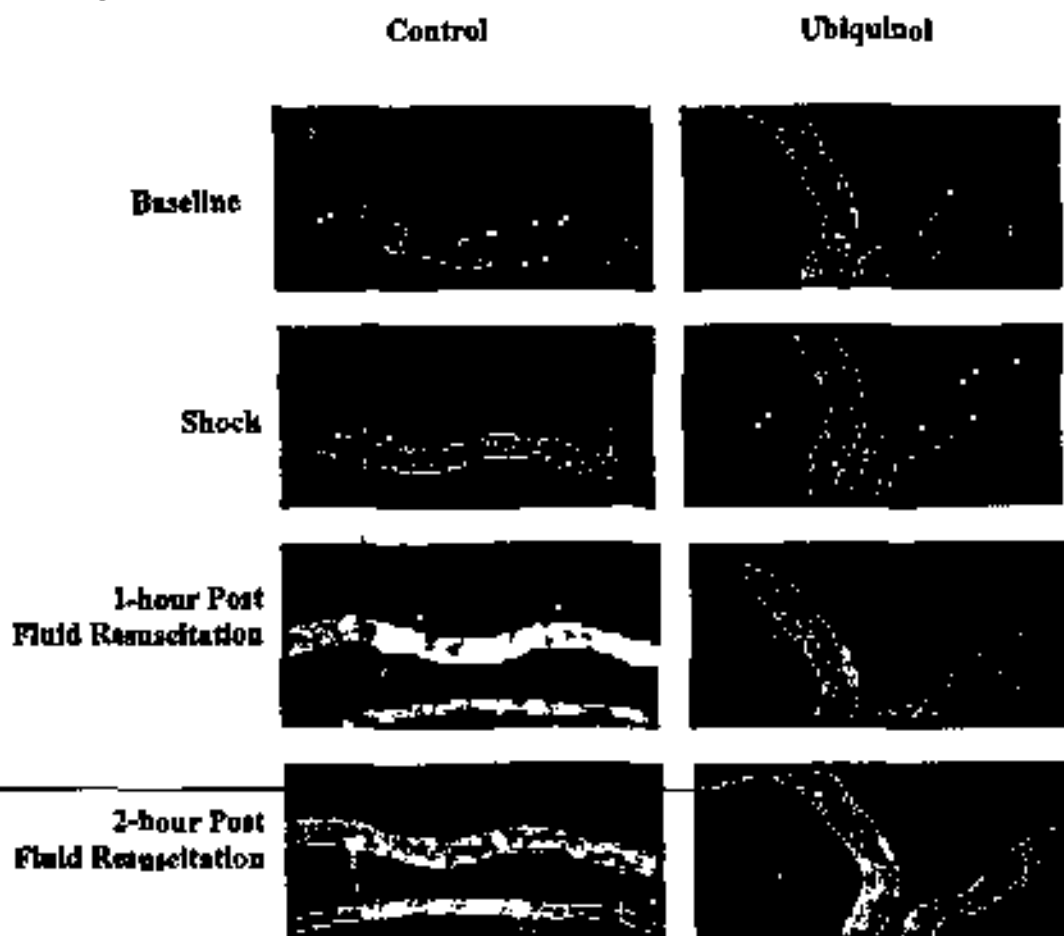 Control Ubiquinol
Baseline
Shock
1-hour Post
Fluid Resuscitation
2-hour Post
Fluid Resuscitation